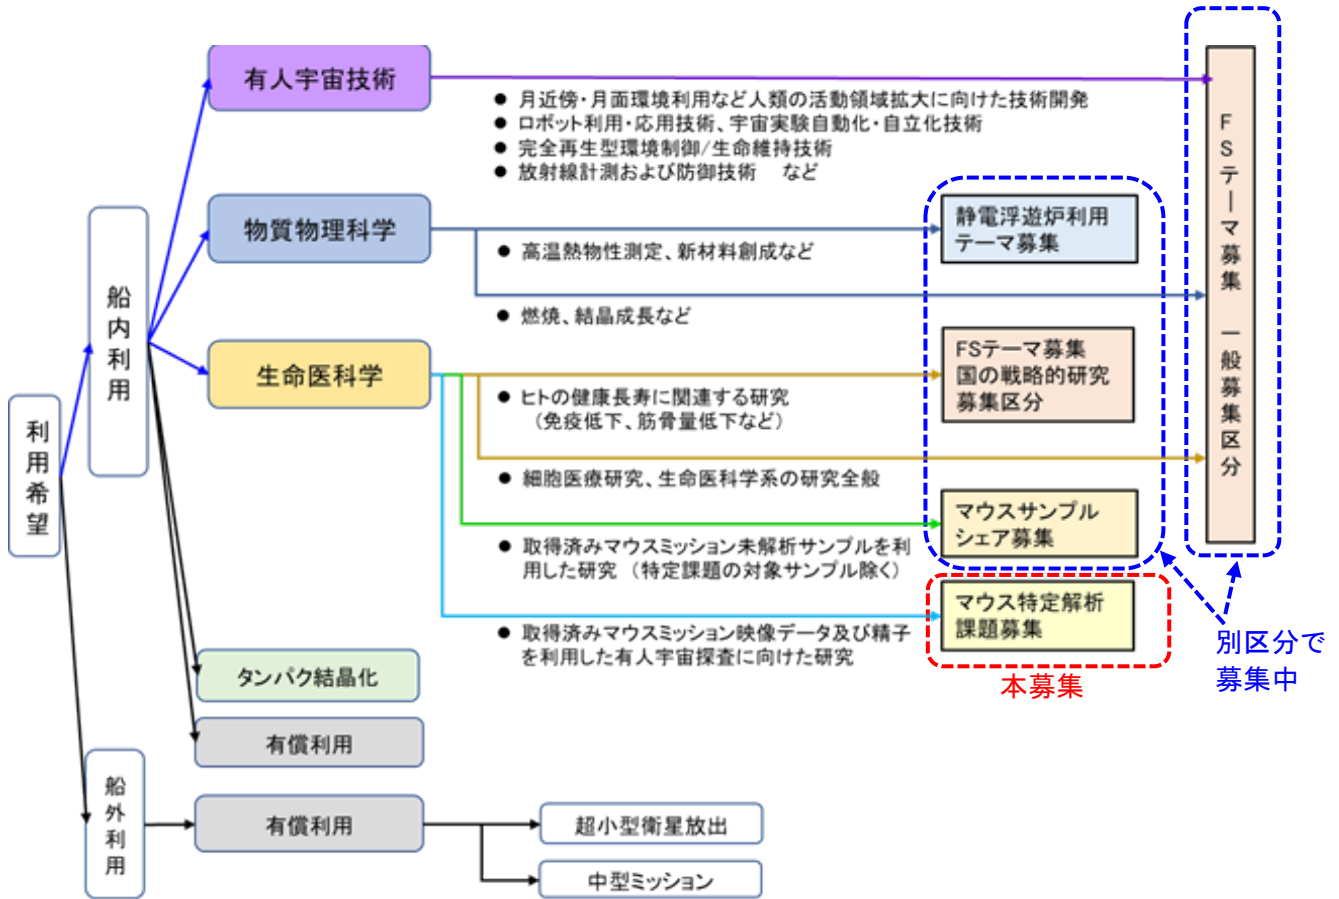 利用希望
船内利用
船外利用
有人宇宙技術
● 月近傍・月面環境利用など人類の活動領域拡大に向けた技術開発
● ロボット利用・応用技術、宇宙実験自動化・自立化技術
● 完全再生型環境制御/生命維持技術
● 放射線計測および防御技術　など
物質物理科学
● 高温熱物性測定、新材料創成など
● 燃焼、結晶成長など
生命医科学
● ヒトの健康長寿に関連する研究
（免疫低下、筋骨量低下など）
● 細胞医療研究、生命医科学系の研究全般
● 取得済みマウスミッション未解析サンプルを利
用した研究（特定課題の対象サンプル除く）
● 取得済みマウスミッション映像データ及び精子
を利用した有人宇宙探査に向けた研究
静電浮遊炉利用
テーマ募集
FSテーマ募集
国の戦略的研究
募集区分
マウスサンプル
シェア募集
マウス特定解析
課題募集
本募集
FSテーマ募集　一般募集区分
別区分で
募集中
タンパク結晶化
有償利用
有償利用
超小型衛星放出
中型ミッション